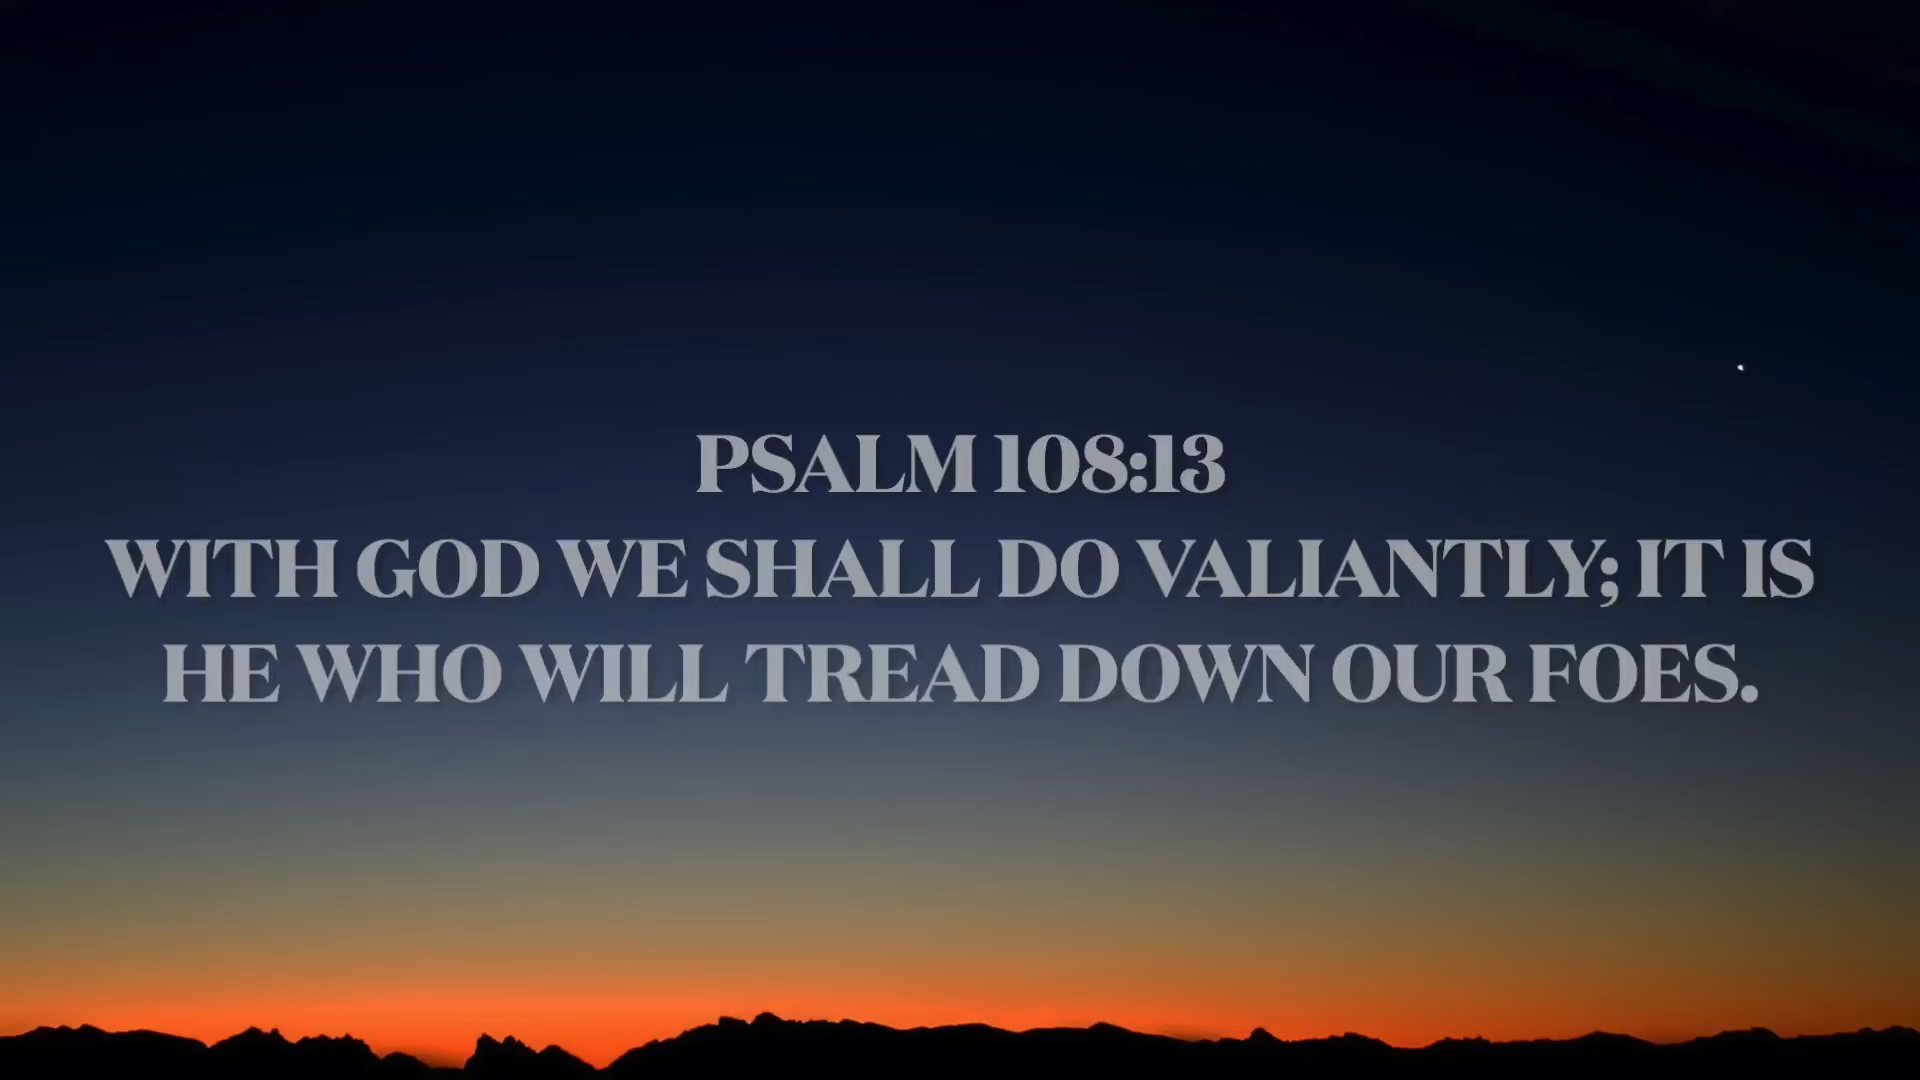 PSALM 108:13
WITH GOD WE SHALL DO VALIANTLY; IT IS
HE WHO WILL TREAD DOWN OUR FOES.